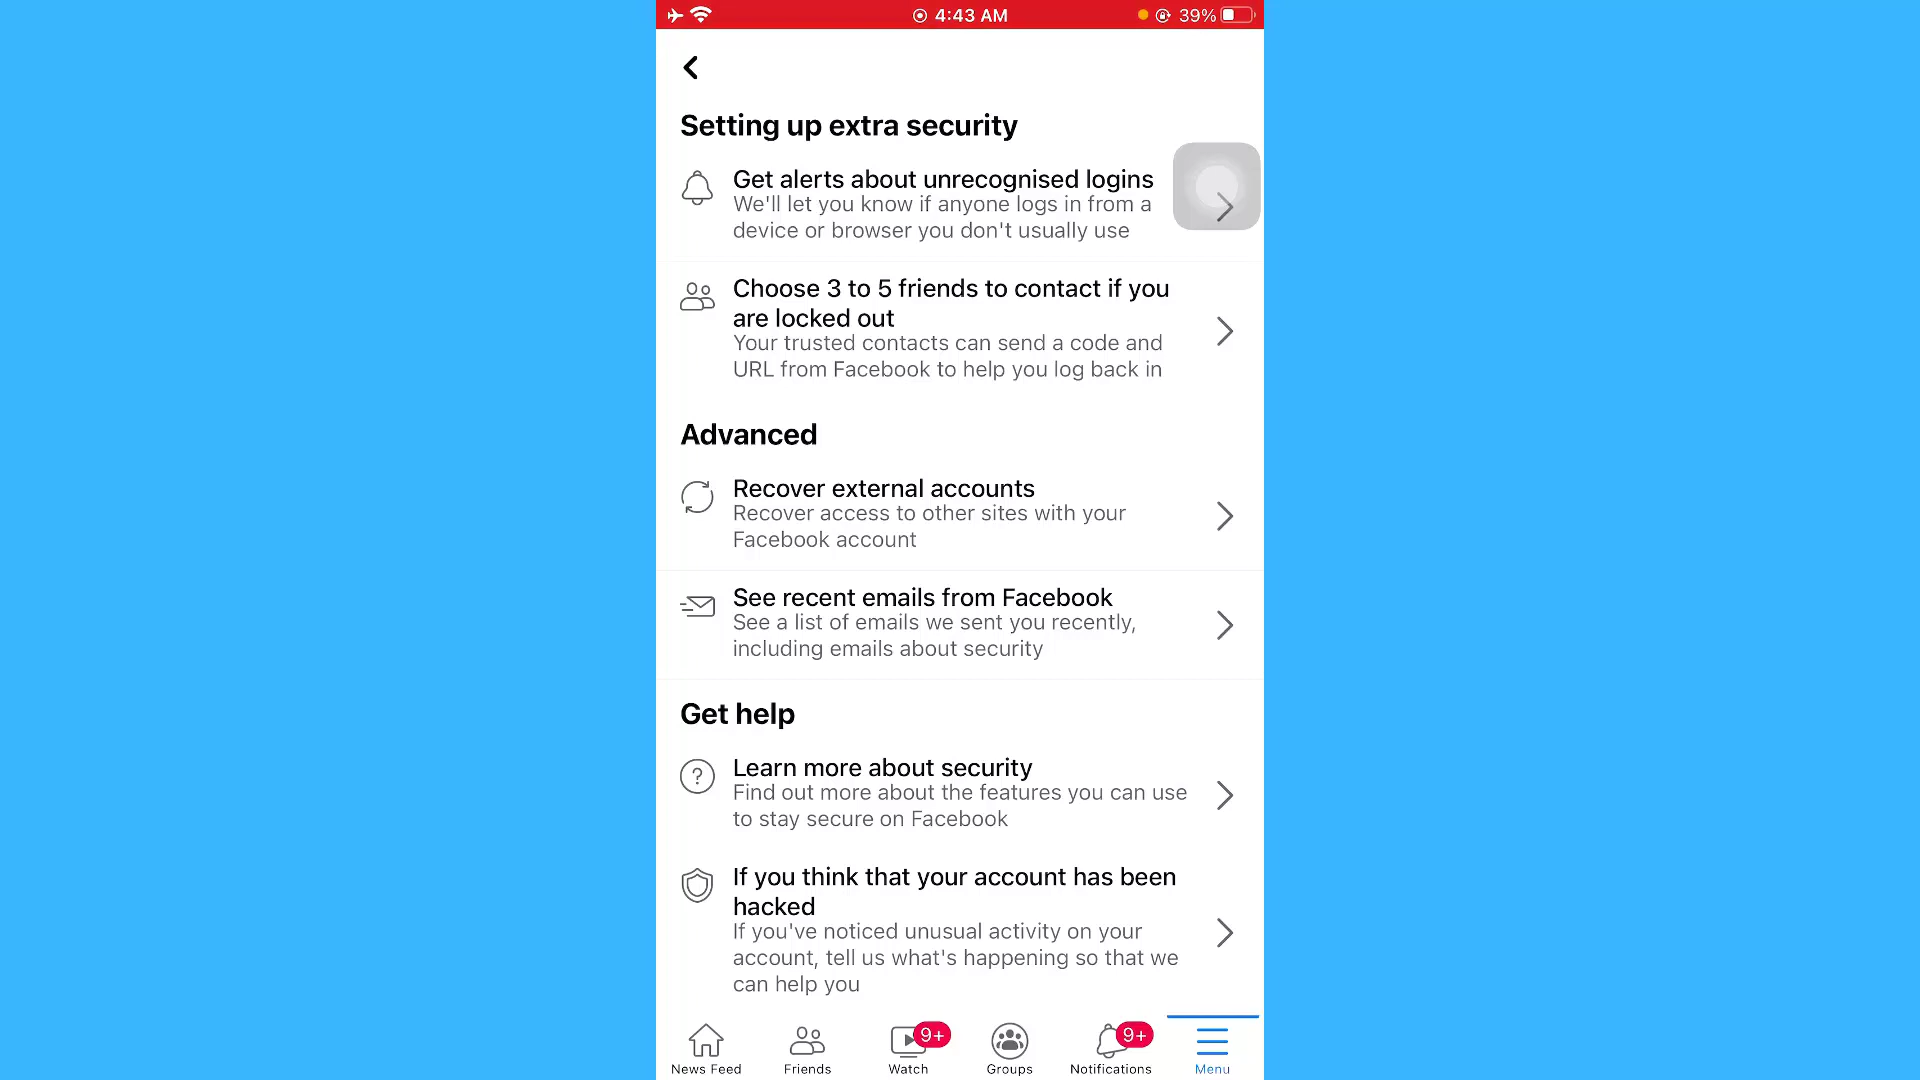 4:43 AM
39%
Setting up extra security
Get alerts about unrecognised logins
We'll let you know if anyone logs in from a
device or browser you don't usually use
Choose 3 to 5 friends to contact if you
are locked out
Your trusted contacts can send a code and
URL from Facebook to help you log back in
Advanced
Recover external accounts
Recover access to other sites with your
Facebook account
See recent emails from Facebook
See a list of emails we sent you recently,
including emails about security
Get help
Learn more about security
Find out more about the features you can use
to stay secure on Facebook
If you think that your account has been
hacked
If you've noticed unusual activity on your
account, tell us what's happening so that we
can help you
9+
9+
News Feed
Friends
Watch
Groups
Notifications
Menu